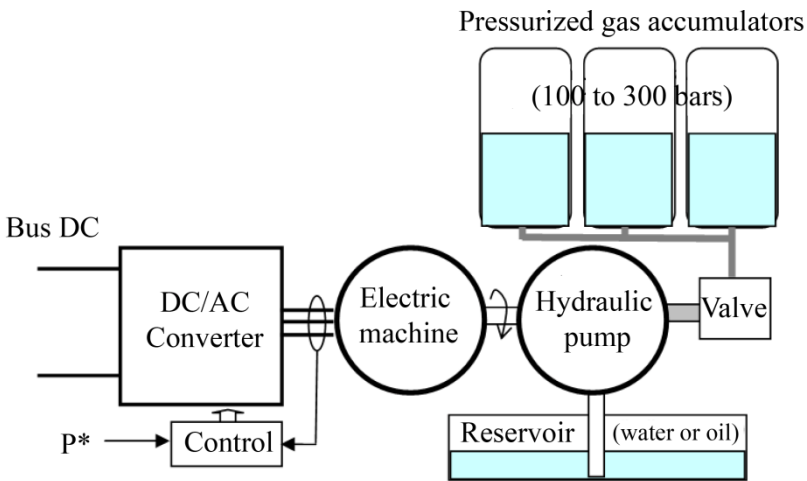 Pressurized gas accumulators
(100 to 300 bars)
Bus DC
DC/AC
Converter
Electric
machine
Hydraulic
pump
Valve
P*
Control
Reservoir
(water or oil)